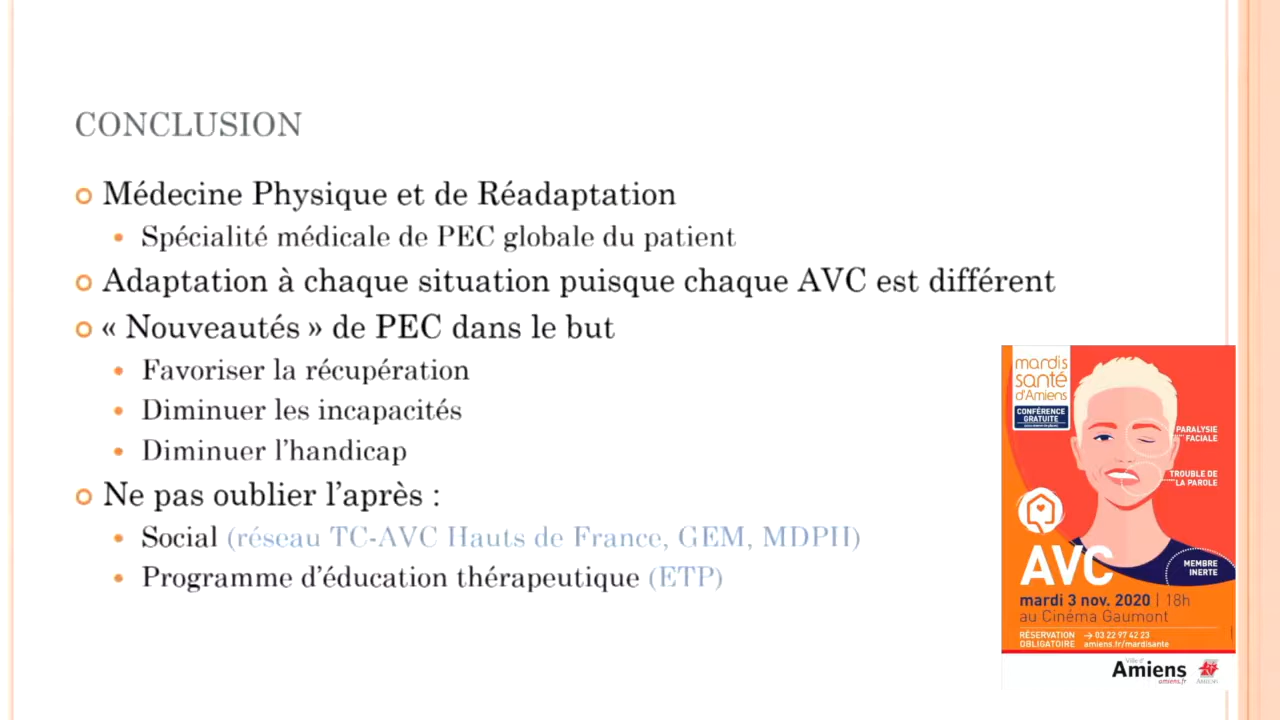 CONCLUSION
Médecine Physique et de Réadaptation
Spécialité médicale de PEC globale du patient
Adaptation à chaque situation puisque chaque AVC est différent
« Nouveautés » de PEC dans le but
Favoriser la récupération
Diminuer les incapacités
Diminuer l'handicap
Ne pas oublier l'après :
Social (réseau TC-AVC Hauts de France, GEM, MDPH)
Programme d'éducation thérapeutique (ETP)
mardis
santé
d'Amiens
CONFÉRENCE
GRATUITE
PARALYSIE
FACIALE
TROUBLE DE
LA PAROLE
AVC
MEMBRE
INERTE
mardi 3 nov. 2020 | 18h
au Cinéma Gaumont
RÉSERVATION → 03 22 97 42 23
OBLIGATOIRE amiens.fr/mardisante
Ville d'
Amiens
amiens.fr
AMIENS